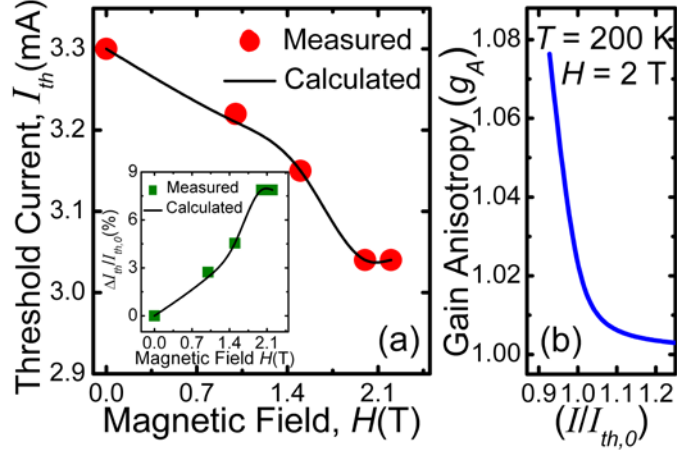 Threshold Current, I_th (mA)
3.3
3.2
3.1
3.0
2.9
Measured
Calculated
ΔI_th/I_th,0(%)
9
6
3
0
Measured
Calculated
0.0 0.7 1.4 2.1
Magnetic Field H(T)
(a)
0.0 0.7 1.4 2.1
Magnetic Field, H(T)
Gain Anisotropy (g_A)
1.08
1.06
1.04
1.02
1.00
T = 200 K
H = 2 T
(b)
0.9 1.0 1.1 1.2
(I/I_th,0)